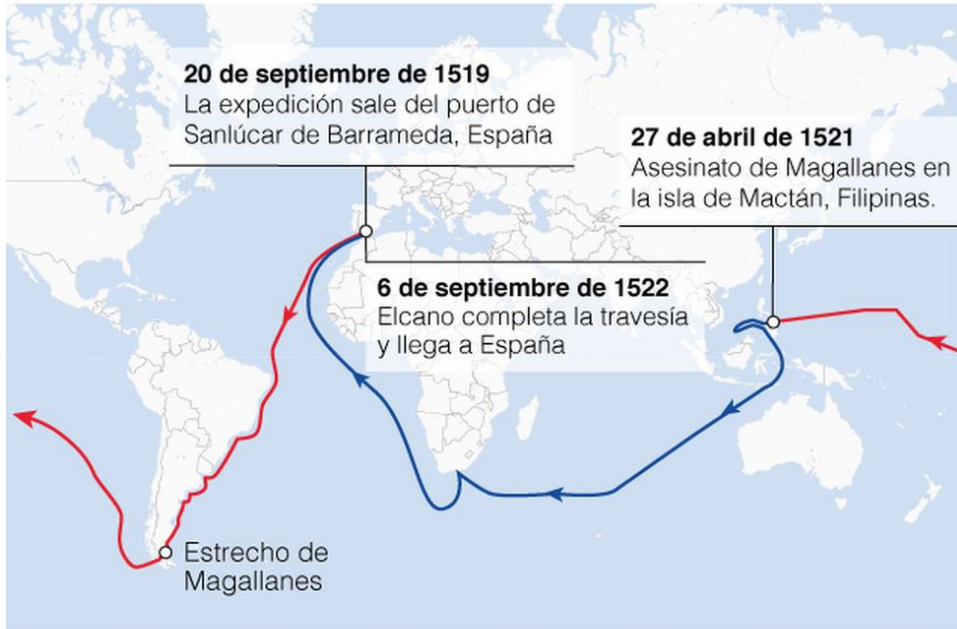 20 de septiembre de 1519
La expedición sale del puerto de
Sanlúcar de Barrameda, España
27 de abril de 1521
Asesinato de Magallanes en
la isla de Mactán, Filipinas.
6 de septiembre de 1522
Elcano completa la travesía
y llega a España
Estrecho de
Magallanes